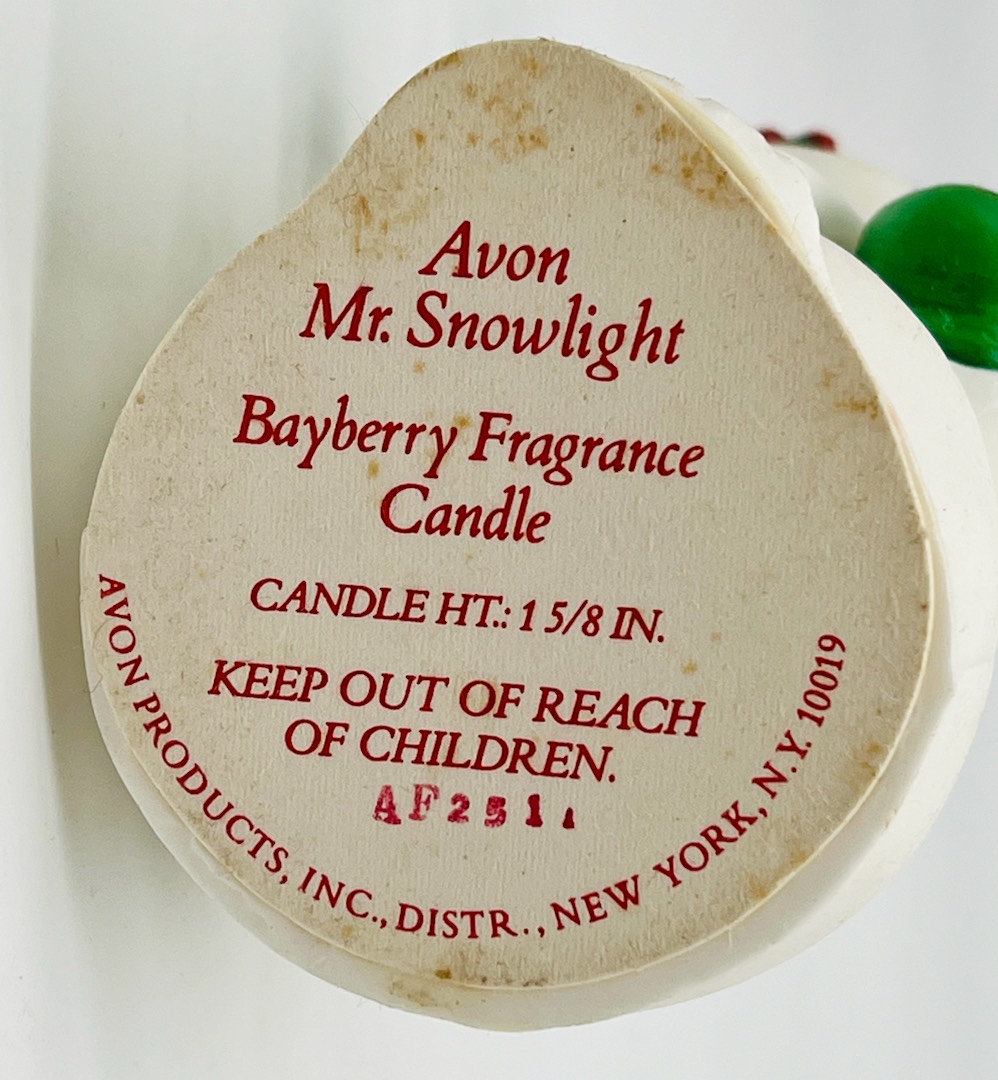 Avon
Mr. Snowlight
Bayberry Fragrance
Candle
CANDLE HT.: 1 5/8 IN.
KEEP OUT OF REACH
OF CHILDREN.
AVON PRODUCTS, INC., DISTR., NEW YORK, N.Y. 10019